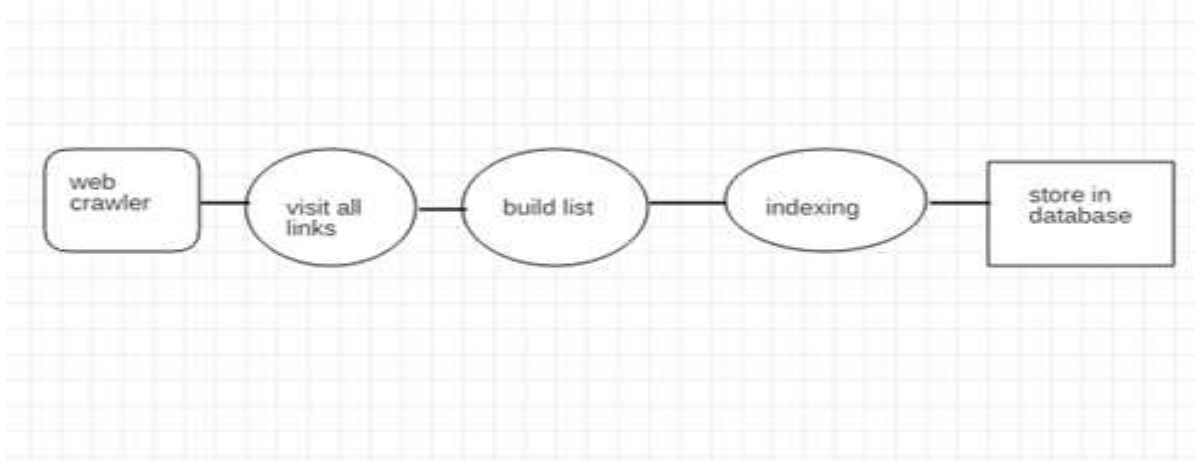 web
crawler
visit all
links
build list
indexing
store in
database